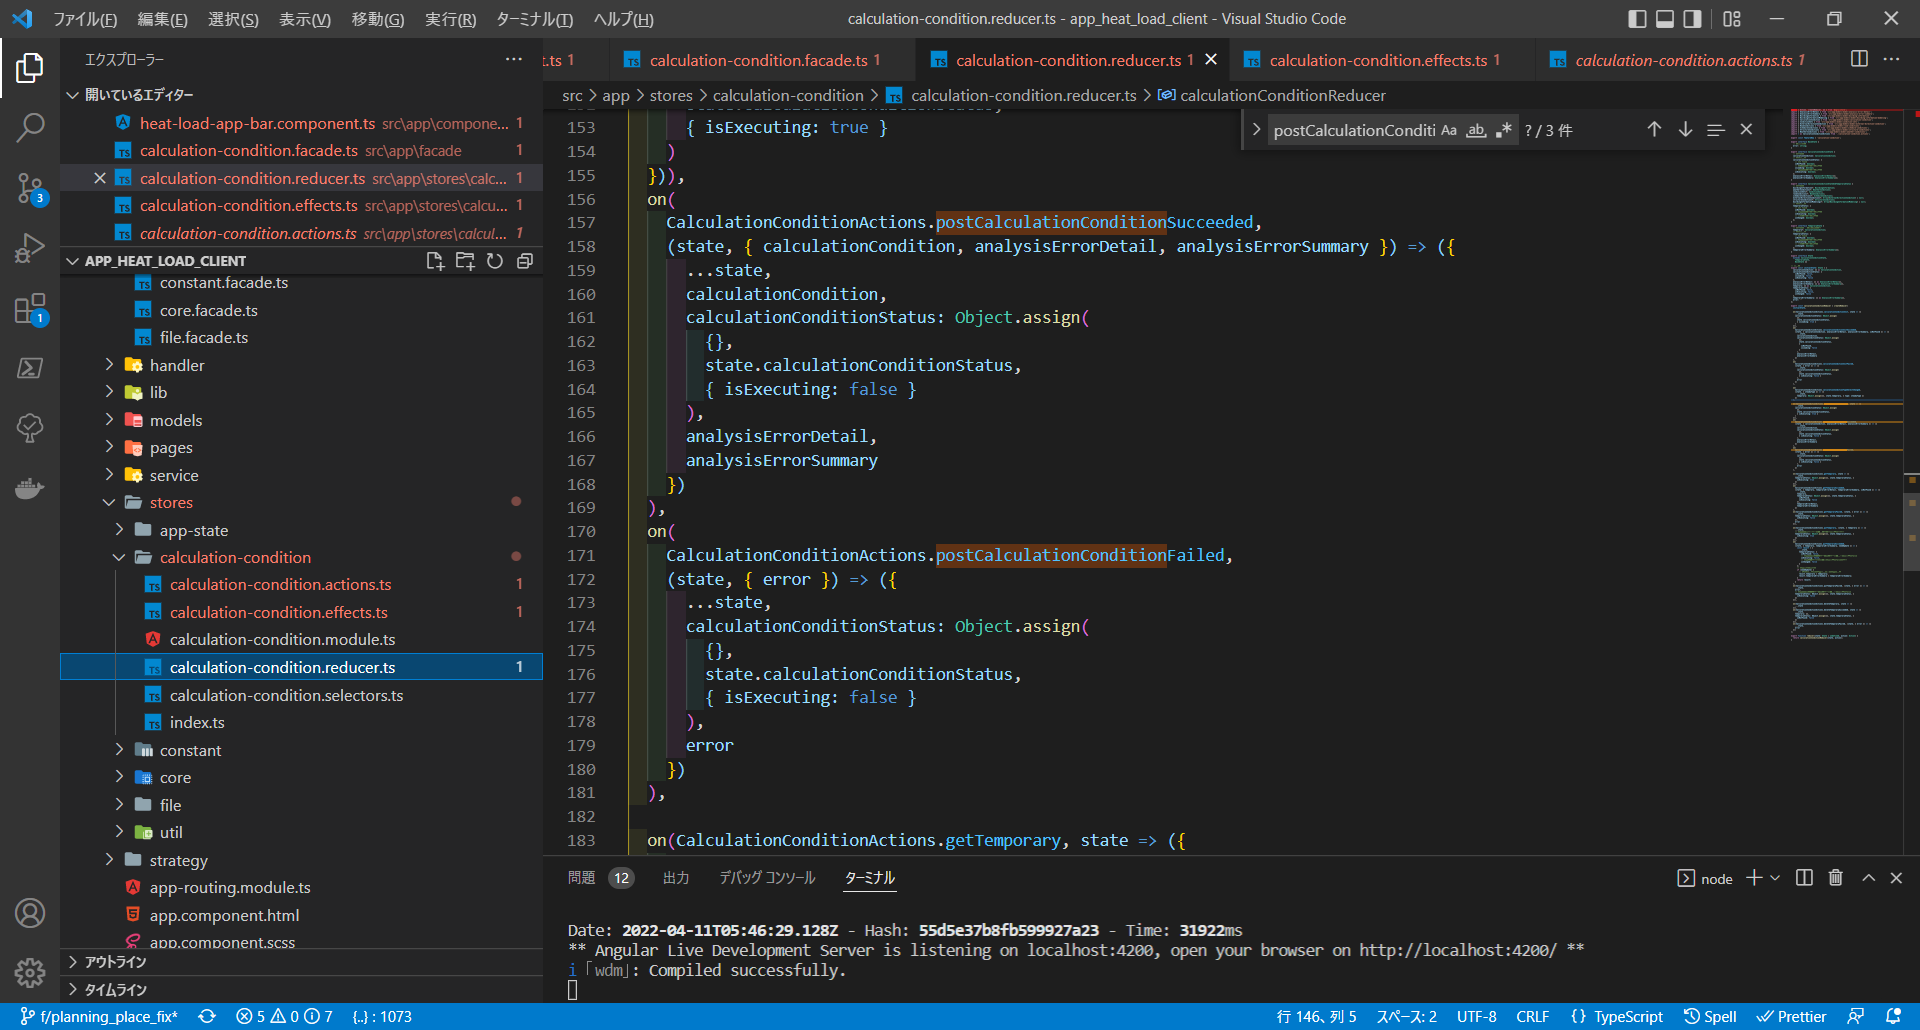 ファイル(F) 編集(E) 選択(S) 表示(V) 移動(G) 実行(R) ターミナル(T) ヘルプ(H)
calculation-condition.reducer.ts - app_heat_load_client - Visual Studio Code
エクスプローラー
t.ts 1
calculation-condition.facade.ts 1
calculation-condition.reducer.ts 1
calculation-condition.effects.ts 1
calculation-condition.actions.ts 1
src > app > stores > calculation-condition > calculation-condition.reducer.ts > calculationConditionReducer
postCalculationConditi Aa ab .* ? / 3 件
開いているエディター
heat-load-app-bar.component.ts src\app\compone... 1
calculation-condition.facade.ts src\app\facade 1
calculation-condition.reducer.ts src\app\stores\calc... 1
calculation-condition.effects.ts src\app\stores\calcu... 1
calculation-condition.actions.ts src\app\stores\calcul... 1
APP_HEAT_LOAD_CLIENT
constant.facade.ts
core.facade.ts
file.facade.ts
handler
lib
models
pages
service
stores
app-state
calculation-condition
calculation-condition.actions.ts 1
calculation-condition.effects.ts 1
calculation-condition.module.ts
calculation-condition.reducer.ts 1
calculation-condition.selectors.ts
index.ts
constant
core
file
util
strategy
app-routing.module.ts
app.component.html
app.component.scss
アウトライン
タイムライン
3
1
153 { isExecuting: true }
154 )
155 })),
156 on(
157 CalculationConditionActions.postCalculationConditionSucceeded,
158 (state, { calculationCondition, analysisErrorDetail, analysisErrorSummary }) => ({
159 ...state,
160 calculationCondition,
161 calculationConditionStatus: Object.assign(
162 {},
163 state.calculationConditionStatus,
164 { isExecuting: false }
165 ),
166 analysisErrorDetail,
167 analysisErrorSummary
168 })
169 ),
170 on(
171 CalculationConditionActions.postCalculationConditionFailed,
172 (state, { error }) => ({
173 ...state,
174 calculationConditionStatus: Object.assign(
175 {},
176 state.calculationConditionStatus,
177 { isExecuting: false }
178 ),
179 error
180 })
181 ),
182
183 on(CalculationConditionActions.getTemporary, state => ({
問題 12 出力 デバッグ コンソール ターミナル
node
Date: 2022-04-11T05:46:29.128Z - Hash: 55d5e37b8fb599927a23 - Time: 31922ms
** Angular Live Development Server is listening on localhost:4200, open your browser on http://localhost:4200/ **
i ｢wdm｣: Compiled successfully.
f/planning_place_fix* 5 0 7 {..} : 1073
行 146、列 5 スペース: 2 UTF-8 CRLF {} TypeScript Spell Prettier